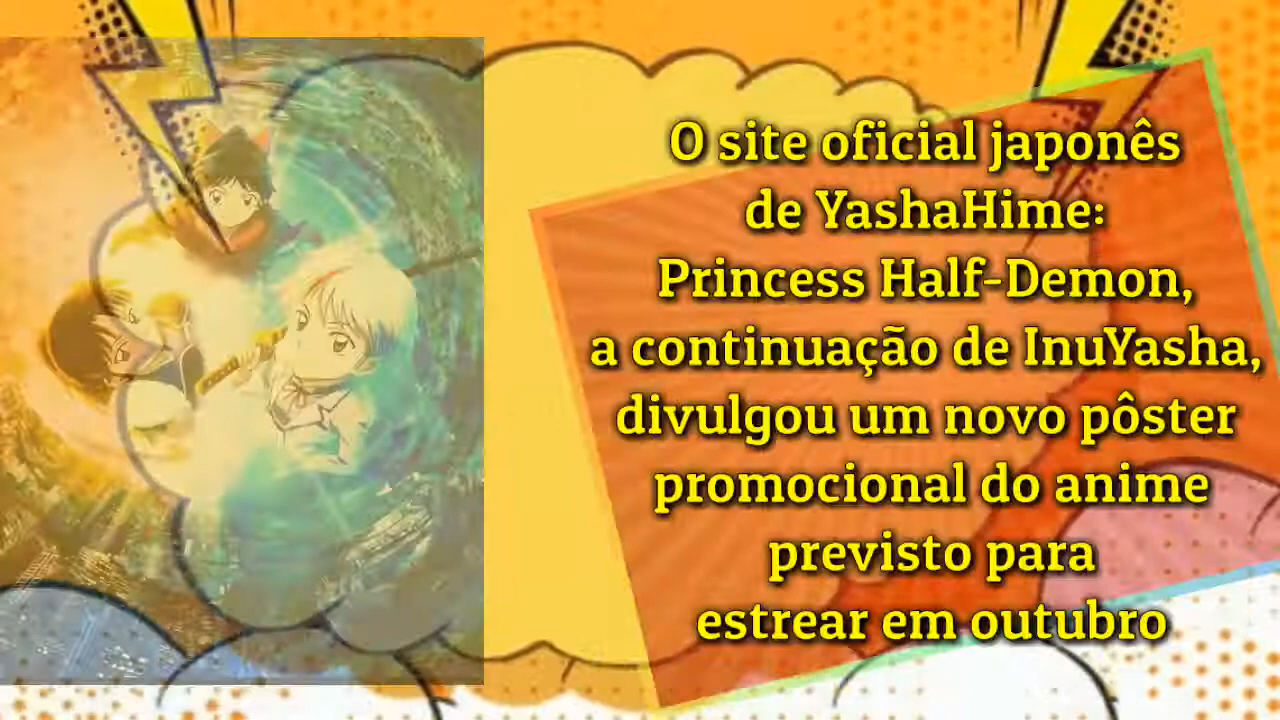 O site oficial japonês
de YashaHime:
Princess Half-Demon,
a continuação de InuYasha,
divulgou um novo pôster
promocional do anime
previsto para
estrear em outubro